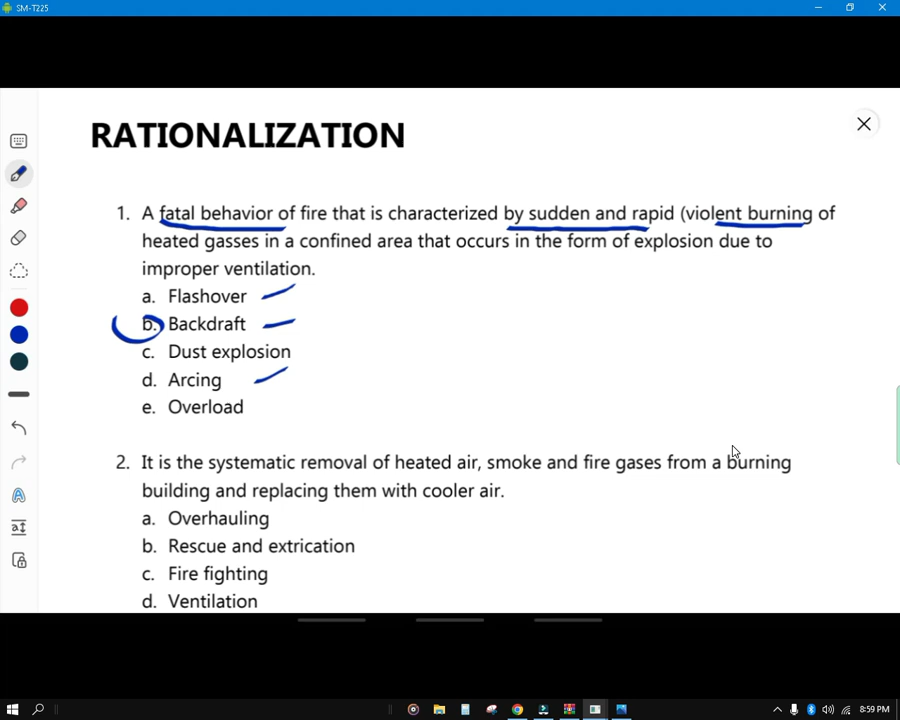 SM-T225
RATIONALIZATION
1. A fatal behavior of fire that is characterized by sudden and rapid (violent burning of
heated gasses in a confined area that occurs in the form of explosion due to
improper ventilation.
a. Flashover
b. Backdraft
c. Dust explosion
d. Arcing
e. Overload
2. It is the systematic removal of heated air, smoke and fire gases from a burning
building and replacing them with cooler air.
a. Overhauling
b. Rescue and extrication
c. Fire fighting
d. Ventilation
8:59 PM